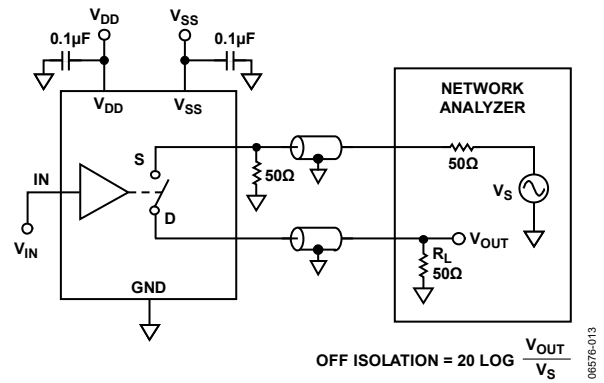 VDD
VSS
0.1µF
0.1µF
VDD
VSS
NETWORK
ANALYZER
S
50Ω
50Ω
VS
IN
D
VIN
VOUT
RL
50Ω
GND
OFF ISOLATION = 20 LOG VOUT
VS
06576-013